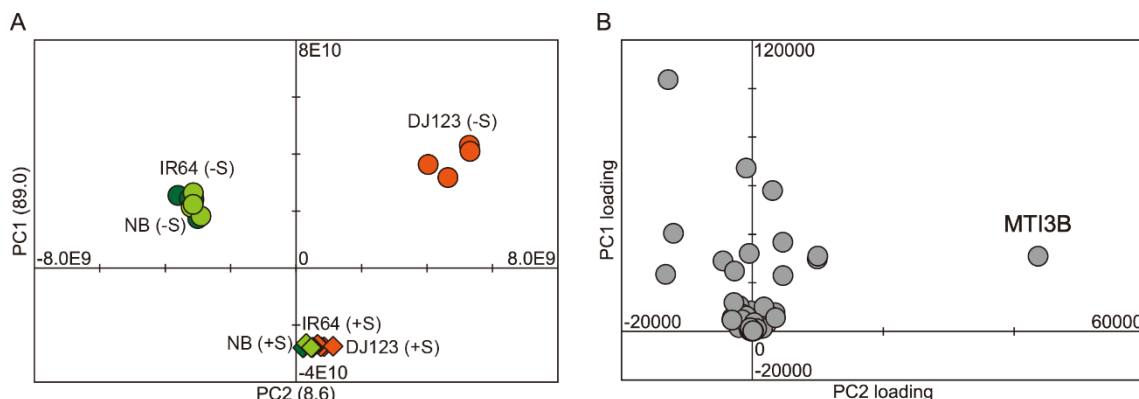 A
8E10
DJ123 (-S)
IR64 (-S)
NB (-S)
PC1 (89.0)
-8.0E9
0
8.0E9
IR64 (+S)
NB (+S)
DJ123 (+S)
-4E10
PC2 (8.6)
B
120000
PC1 loading
MTI3B
-20000
60000
0
-20000
PC2 loading